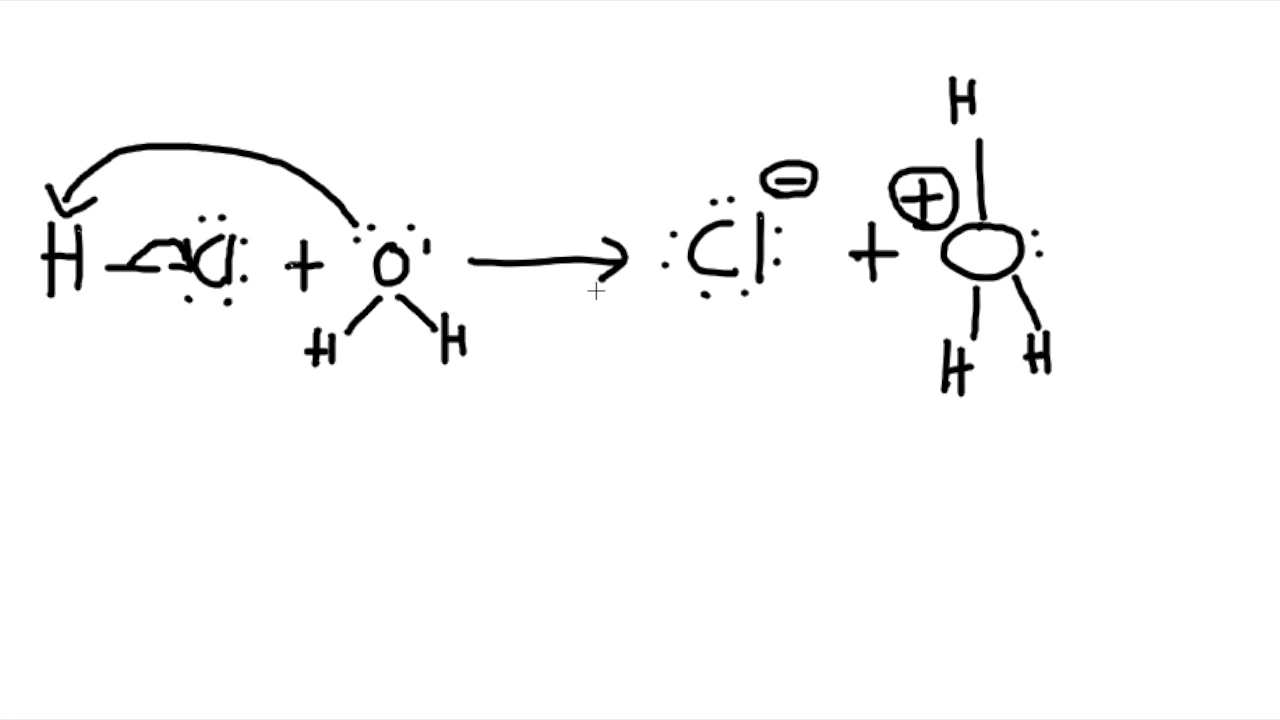 H
H — Cl + O → Cl ⊖ + ⊕ O
H H H H